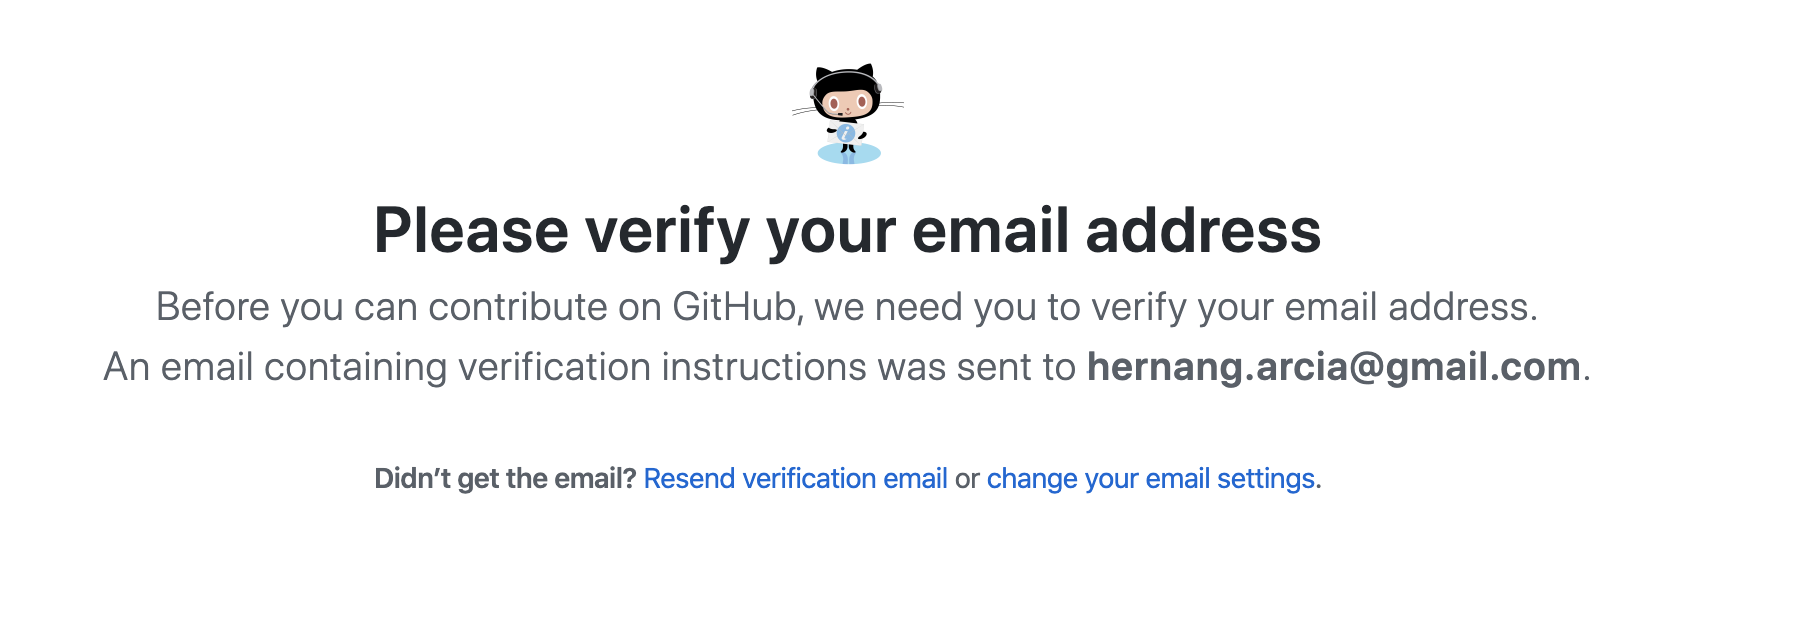 Please verify your email address
Before you can contribute on GitHub, we need you to verify your email address.
An email containing verification instructions was sent to hernang.arcia@gmail.com.
Didn’t get the email? Resend verification email or change your email settings.